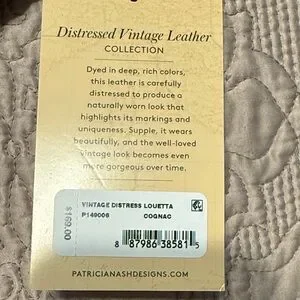 Distressed Vintage Leather
COLLECTION
Dyed in deep, rich colors,
this leather is carefully
distressed to produce a
naturally worn look that
highlights its markings and
uniqueness. Supple, it wears
beautifully, and the well-loved
vintage look becomes even
more gorgeous over time.
$169.00
VINTAGE DISTRESS LOUETTA
P149006 COGNAC
8 87986 38581 5
PATRICIANASHDESIGNS.COM